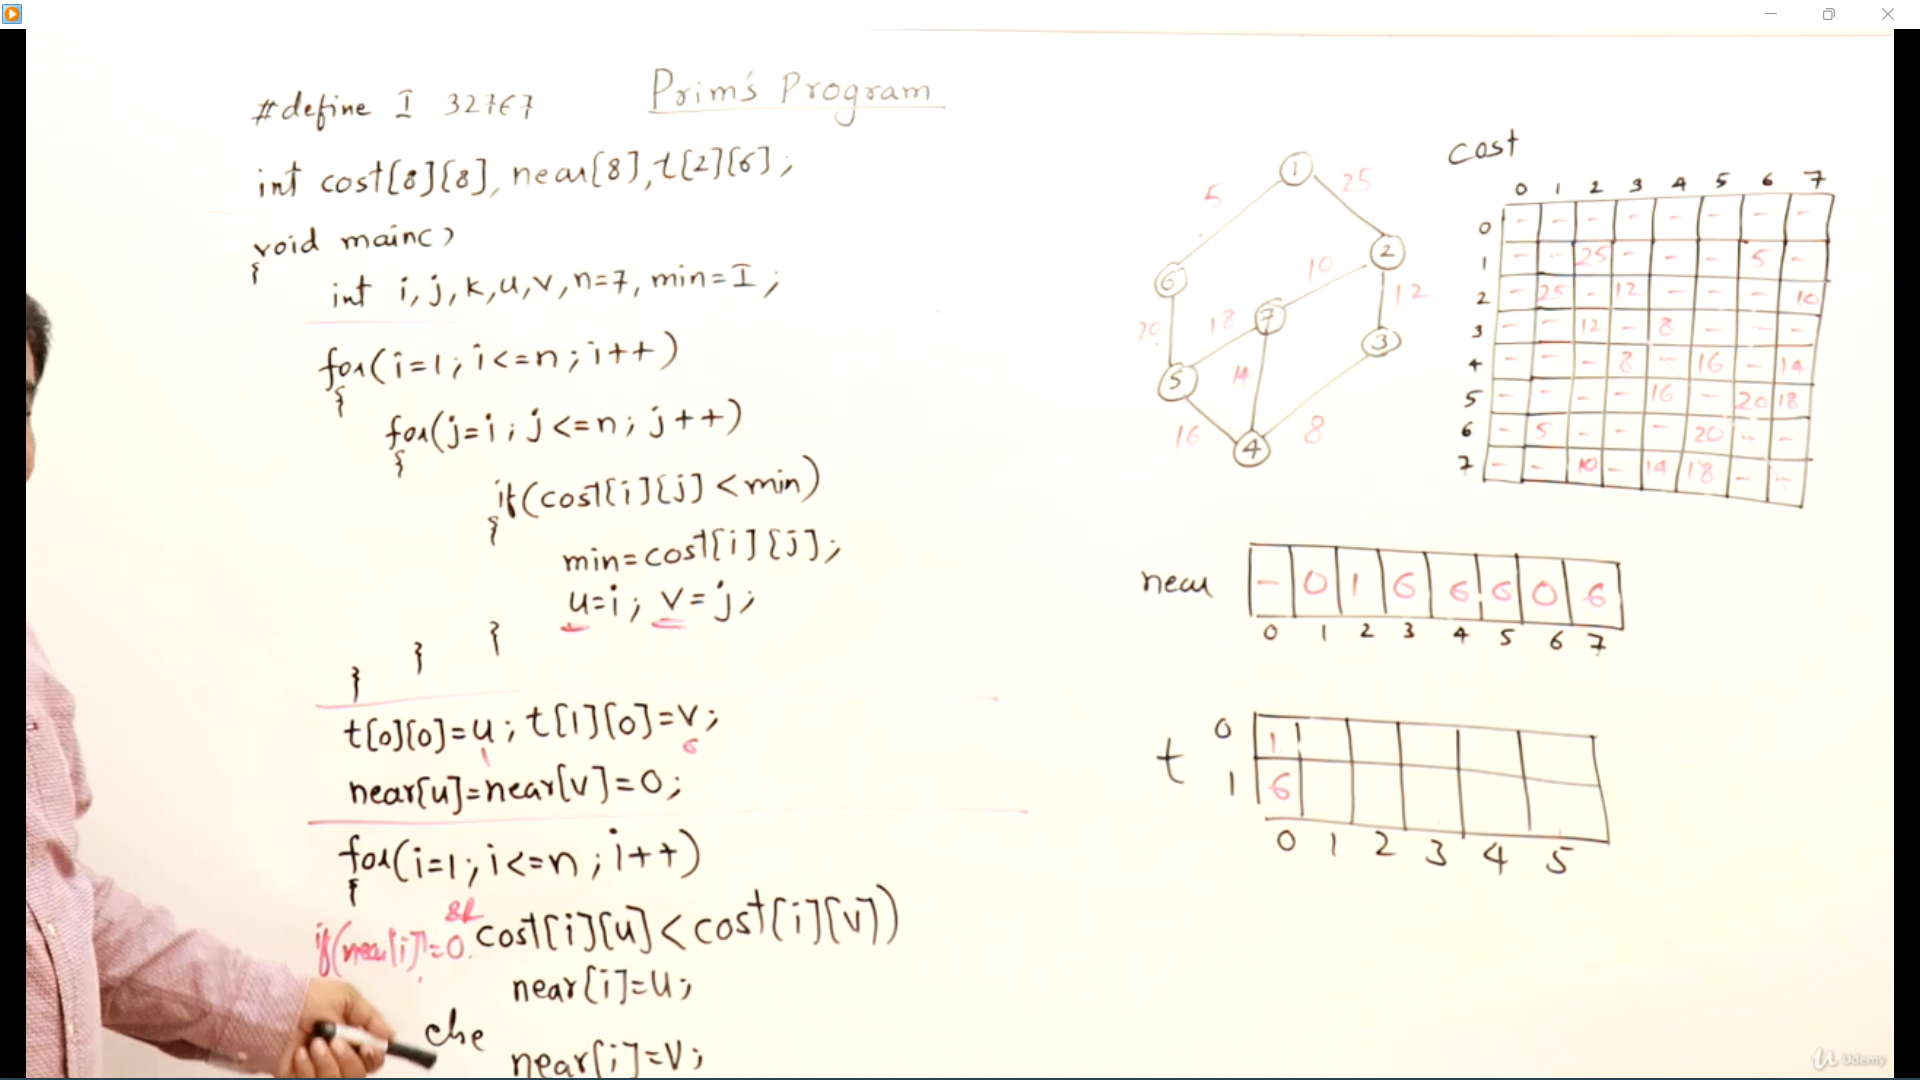 Prim's Program
#define I 32767
int cost[8][8], near[8], t[2][6];
void main()
{
int i, j, k, u, v, n=7, min=I;
for(i=1; i<=n; i++)
{
for(j=i; j<=n; j++)
{
if(cost[i][j] < min)
{
min=cost[i][j];
u=i; v=j;
}
}
}
t[0][0]=u; t[1][0]=v;
1 6
near[u]=near[v]=0;
for(i=1; i<=n; i++)
{
if(near[i]!=0 && cost[i][u] < cost[i][v])
near[i]=u;
else
near[i]=v;
1
5 25
2
6 10 12
20 18 7
3
5 14
16 8
4
cost
0 1 2 3 4 5 6 7
0 - - - - - - - -
1 - - 25 - - - 5 -
2 - 25 - 12 - - - 10
3 - - 12 - 8 - - -
4 - - - 8 - 16 - 14
5 - - - - 16 - 20 18
6 - 5 - - - 20 - -
7 - - 10 - 14 18 - -
near - 0 1 6 6 6 0 6
0 1 2 3 4 5 6 7
t 0 1
1 6
0 1 2 3 4 5
Udemy